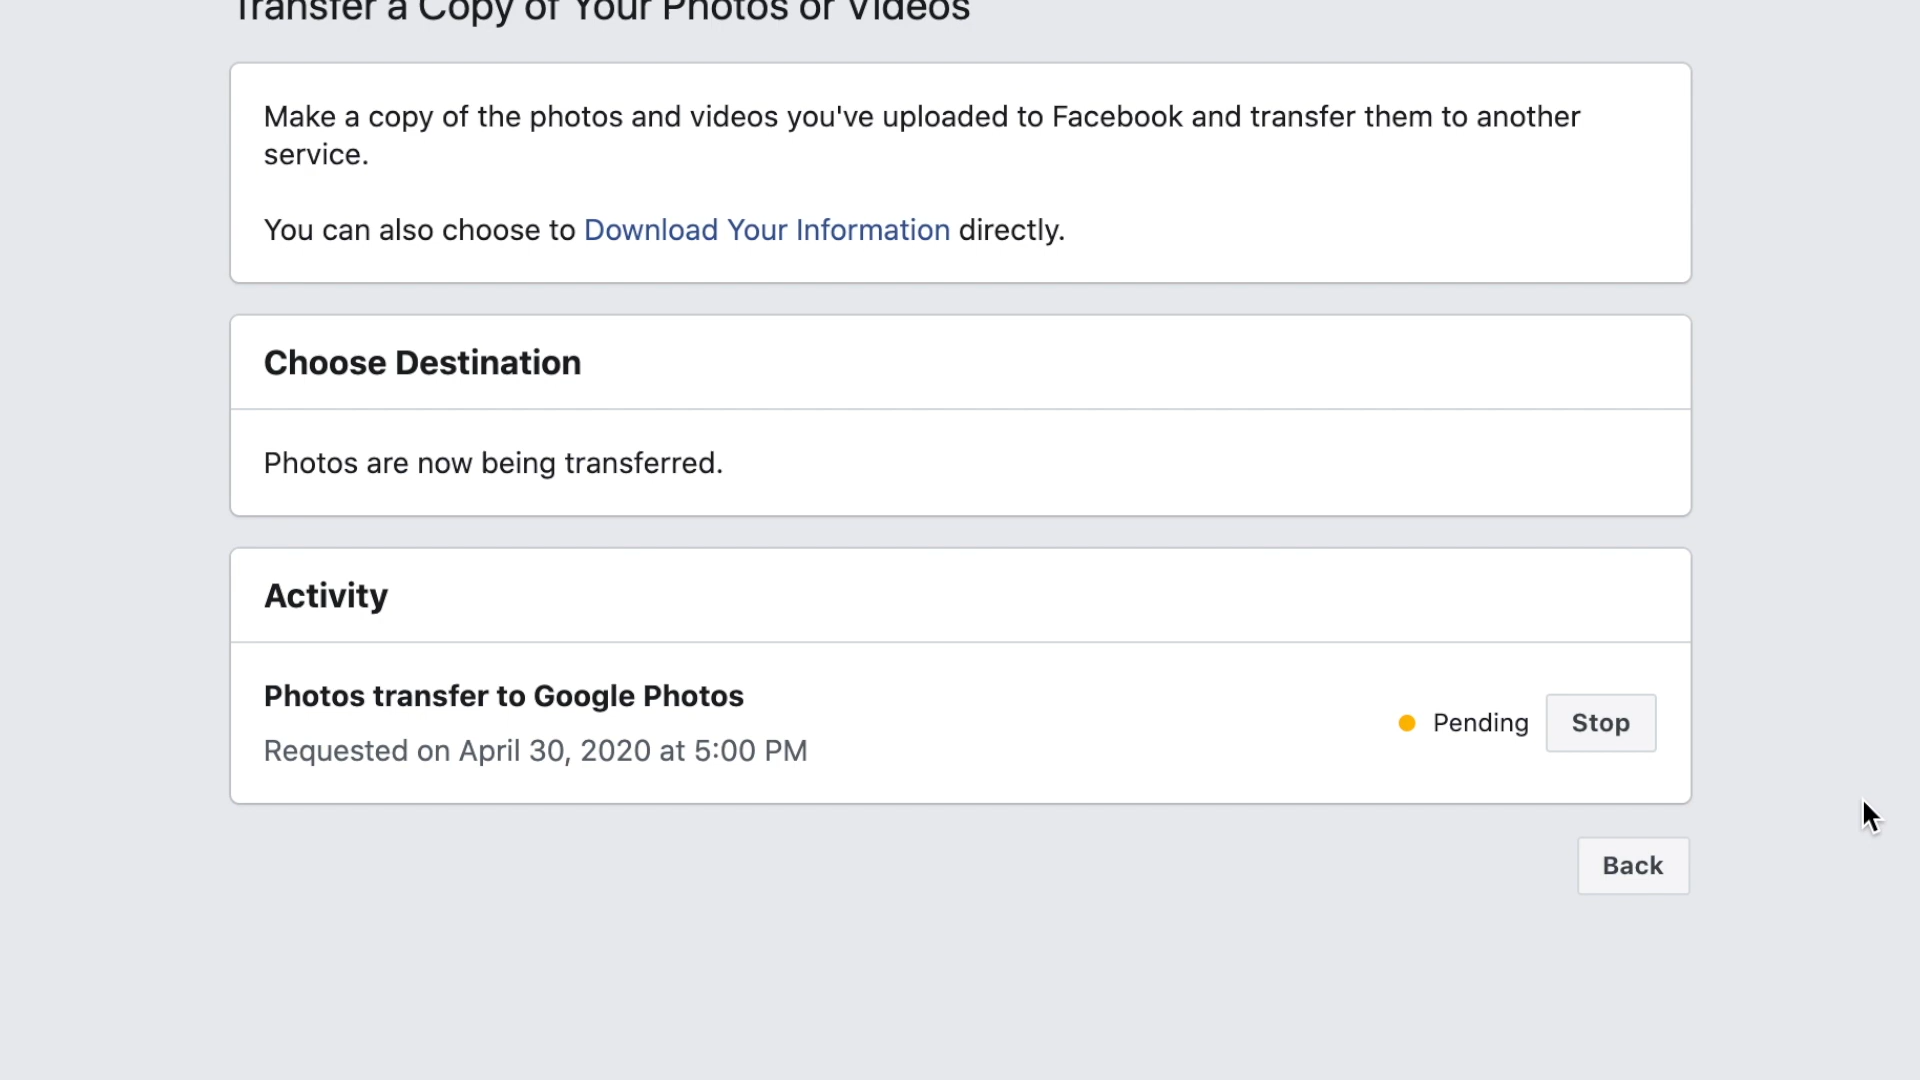 Transfer a Copy of Your Photos or Videos
Make a copy of the photos and videos you've uploaded to Facebook and transfer them to another
service.
You can also choose to Download Your Information directly.
Choose Destination
Photos are now being transferred.
Activity
Photos transfer to Google Photos
Requested on April 30, 2020 at 5:00 PM
Pending
Stop
Back